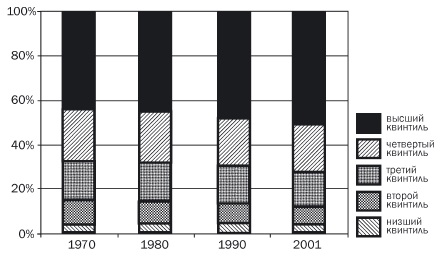 100%
80%
60%
40%
20%
0%
1970 1980 1990 2001
высший
квинтиль
четвертый
квинтиль
третий
квинтиль
второй
квинтиль
низший
квинтиль